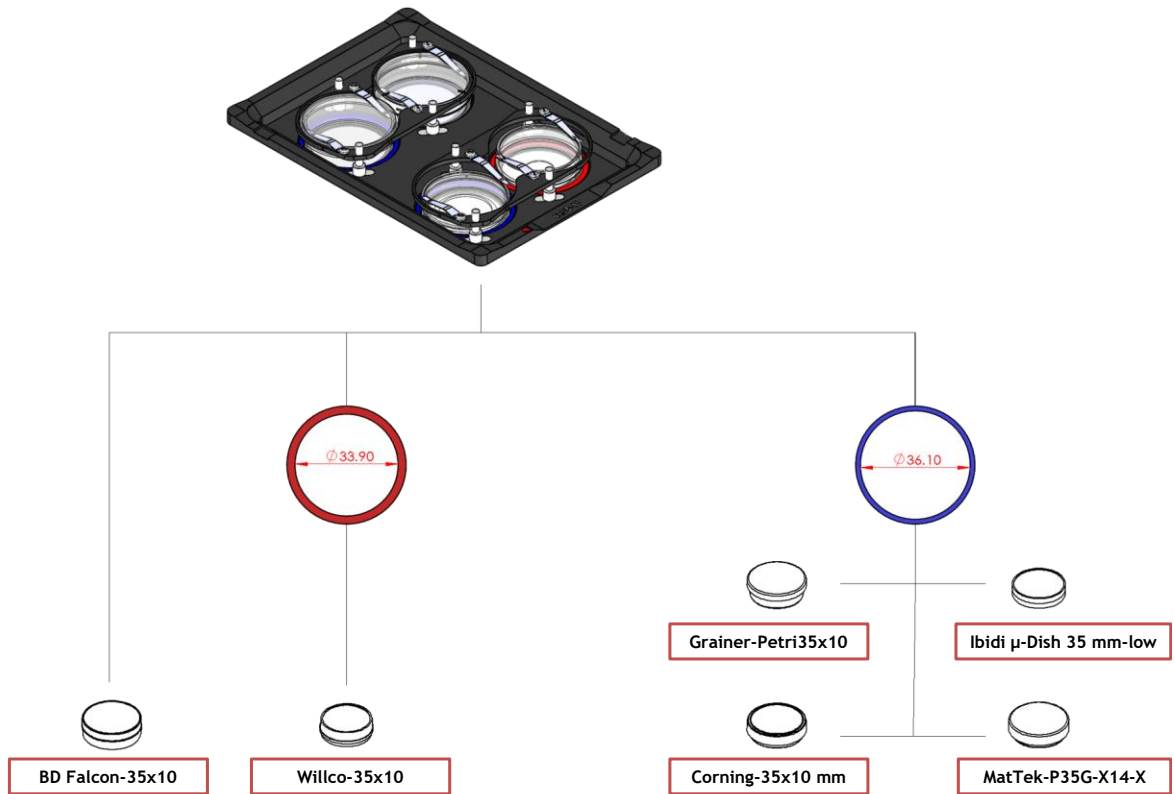 Ø33.90
Ø36.10
Grainer-Petri35x10
Ibidi µ-Dish 35 mm-low
BD Falcon-35x10
Willco-35x10
Corning-35x10 mm
MatTek-P35G-X14-X